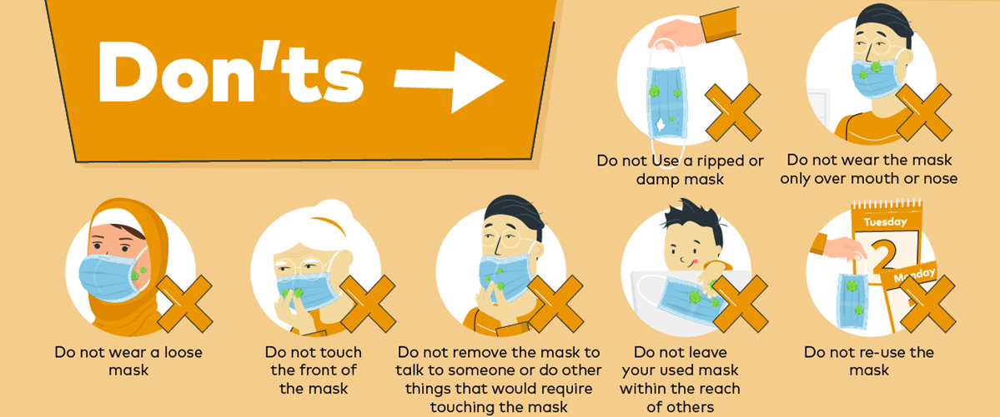 Don'ts
Do not Use a ripped or
damp mask
Do not wear the mask
only over mouth or nose
Do not wear a loose
mask
Do not touch
the front of
the mask
Do not remove the mask to
talk to someone or do other
things that would require
touching the mask
Do not leave
your used mask
within the reach
of others
Tuesday
2
Monday
Do not re-use the
mask